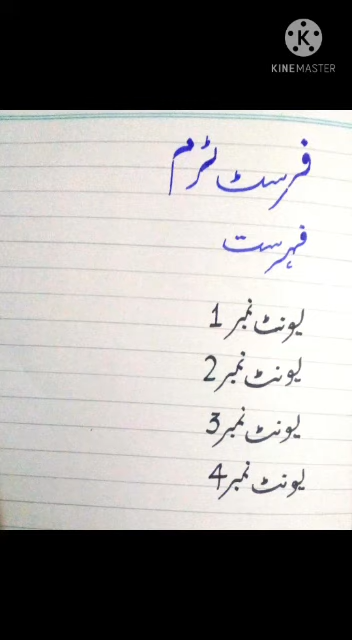 KINEMASTER
فرسٹ ٹرم
فہرست
یونٹ نمبر 1
یونٹ نمبر 2
یونٹ نمبر 3
یونٹ نمبر 4